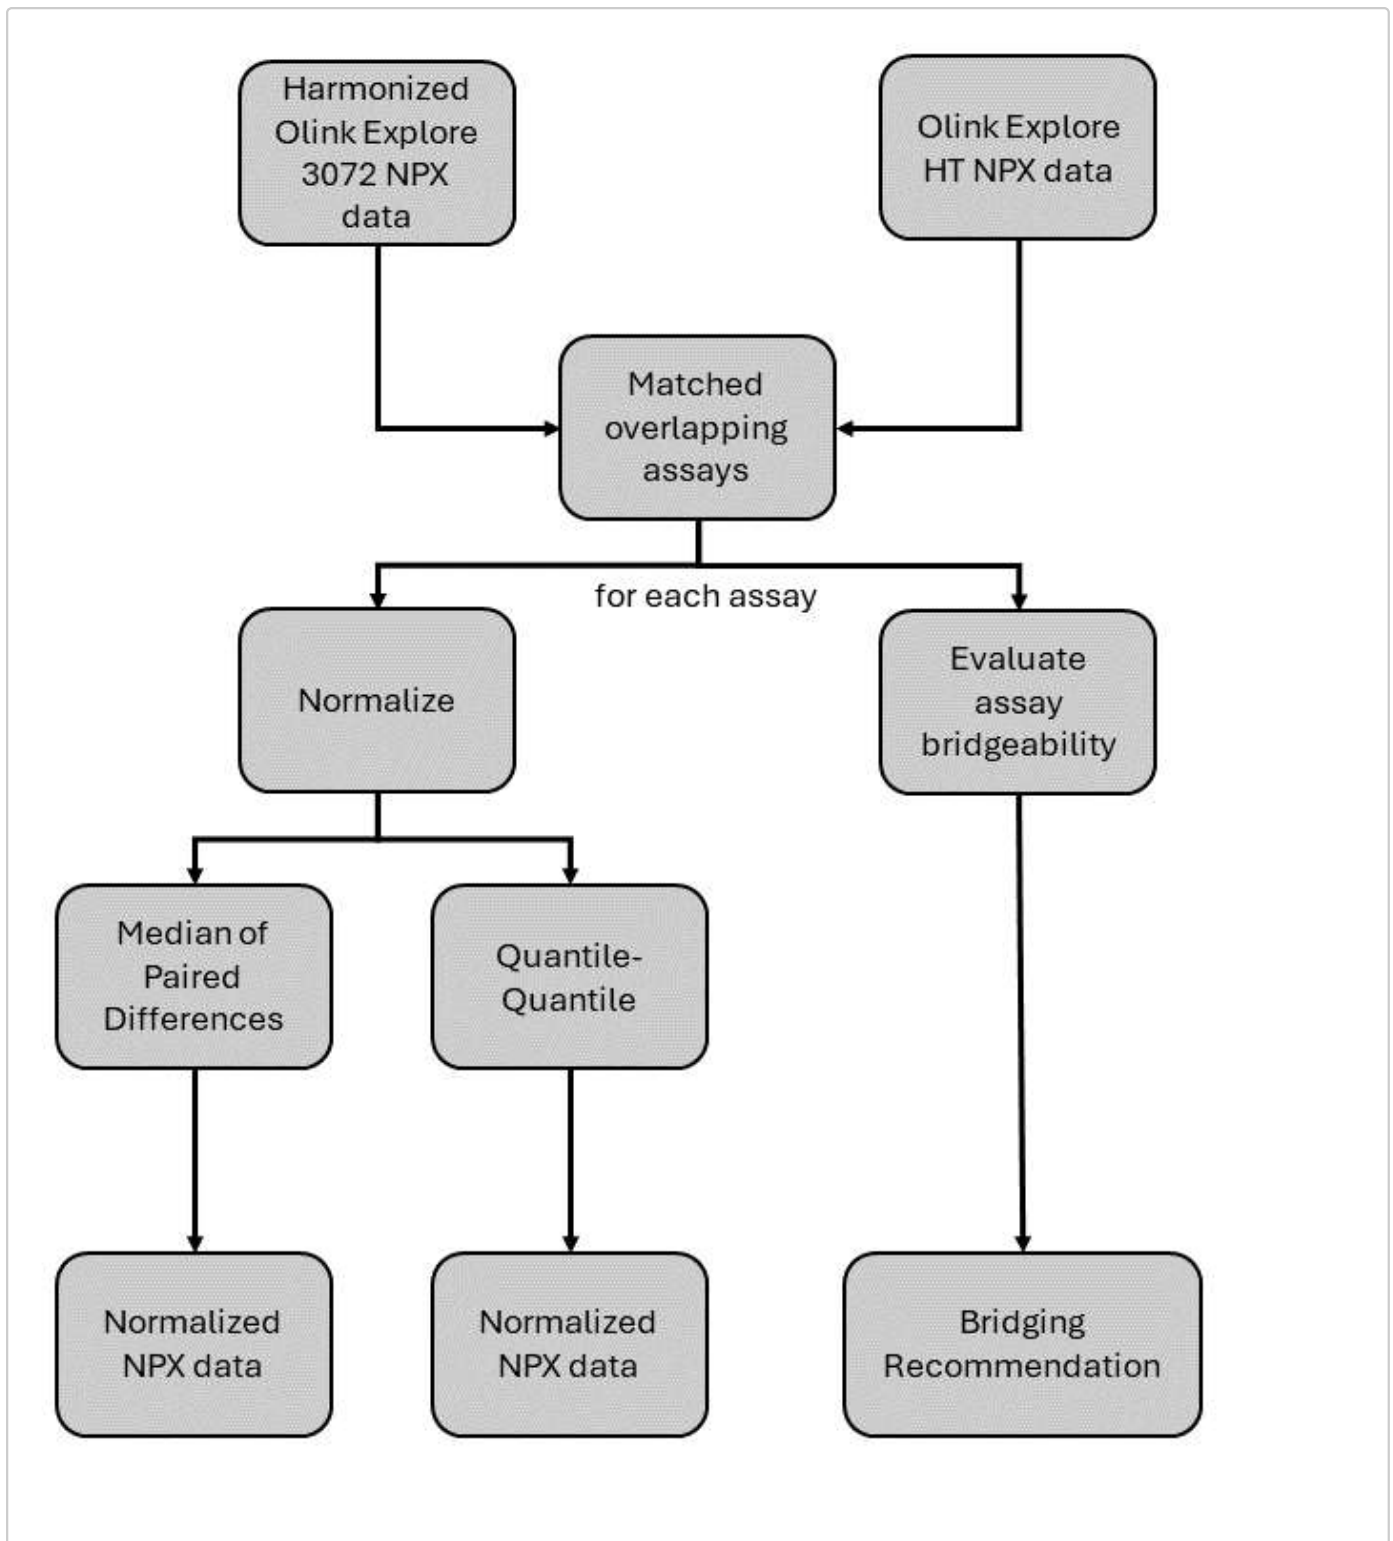 Harmonized
Olink Explore
3072 NPX
data
Olink Explore
HT NPX data
Matched
overlapping
assays
for each assay
Normalize
Evaluate
assay
bridgeability
Median of
Paired
Differences
Quantile-
Quantile
Normalized
NPX data
Normalized
NPX data
Bridging
Recommendation